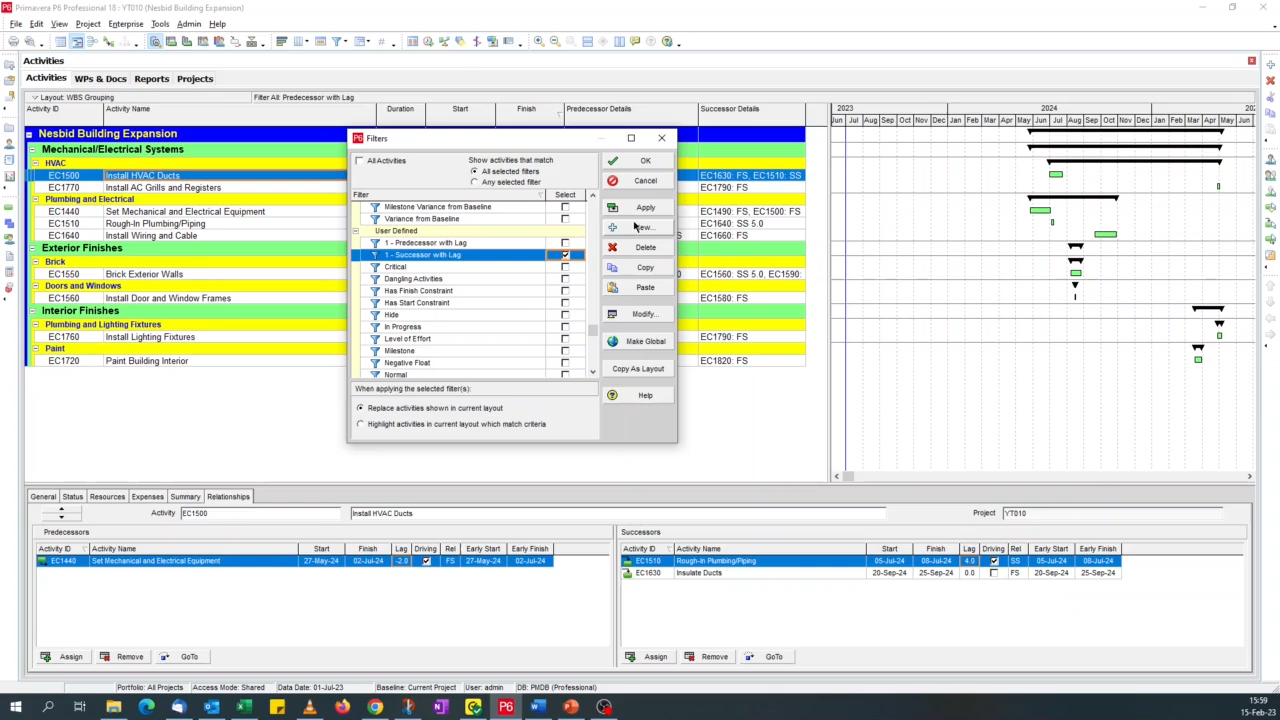 Primavera P6 Professional 18 : YT010 (Nesbid Building Expansion)
File Edit View Project Enterprise Tools Admin Help
Activities
Activities WPs & Docs Reports Projects
Layout: WBS Grouping Filter All: Predecessor with Lag
Activity ID Activity Name Duration Start Finish Predecessor Details Successor Details
2023 2024 202
Jun Jul Aug Sep Oct Nov Dec Jan Feb Mar Apr May Jun Jul Aug Sep Oct Nov Dec Jan Feb Mar Apr May Jun
Nesbid Building Expansion
Mechanical/Electrical Systems
HVAC
EC1500 Install HVAC Ducts EC1630: FS, EC1510: SS
EC1770 Install AC Grills and Registers EC1790: FS
Plumbing and Electrical
EC1440 Set Mechanical and Electrical Equipment EC1490: FS, EC1500: FS
EC1510 Rough-In Plumbing/Piping EC1640: SS 5.0
EC1640 Install Wiring and Cable EC1660: FS
Exterior Finishes
Brick
EC1550 Brick Exterior Walls EC1560: SS 5.0, EC1590:
Doors and Windows
EC1560 Install Door and Window Frames EC1580: FS
Interior Finishes
Plumbing and Lighting Fixtures
EC1760 Install Lighting Fixtures EC1790: FS
Paint
EC1720 Paint Building Interior EC1820: FS
Filters
All Activities
Show activities that match
All selected filters
Any selected filter
Filter Select
Milestone Variance from Baseline
Variance from Baseline
User Defined
1 - Predecessor with Lag
1 - Successor with Lag
Critical
Dangling Activities
Has Finish Constraint
Has Start Constraint
Hide
In Progress
Level of Effort
Milestone
Negative Float
Normal
When applying the selected filter(s):
Replace activities shown in current layout
Highlight activities in current layout which match criteria
OK
Cancel
Apply
New...
Delete
Copy
Paste
Modify...
Make Global
Copy As Layout
Help
General Status Resources Expenses Summary Relationships
Activity EC1500 Install HVAC Ducts Project YT010
Predecessors
Activity ID Activity Name Start Finish Lag Driving Rel Early Start Early Finish
EC1440 Set Mechanical and Electrical Equipment 27-May-24 02-Jul-24 -2.0 FS 27-May-24 02-Jul-24
Assign Remove GoTo
Successors
Activity ID Activity Name Start Finish Lag Driving Rel Early Start Early Finish
EC1510 Rough-In Plumbing/Piping 05-Jul-24 08-Jul-24 4.0 SS 05-Jul-24 08-Jul-24
EC1630 Insulate Ducts 20-Sep-24 25-Sep-24 0.0 FS 20-Sep-24 25-Sep-24
Assign Remove GoTo
Portfolio: All Projects Access Mode: Shared Data Date: 01-Jul-23 Baseline: Current Project User: admin DB: PMDB (Professional)
15:59
15-Feb-23